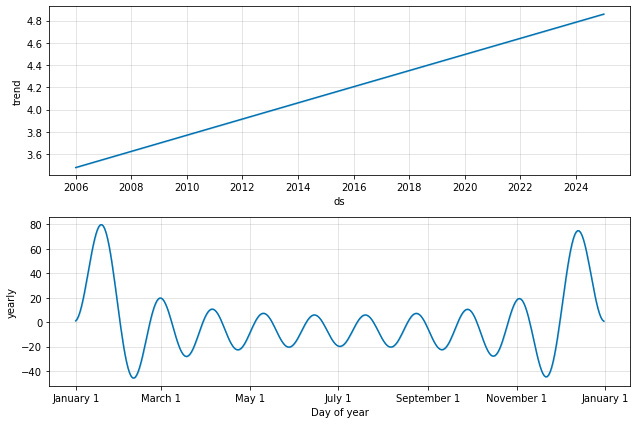 4.8
4.6
4.4
4.2
4.0
3.8
3.6
trend
2006 2008 2010 2012 2014 2016 2018 2020 2022 2024
ds
80
60
40
20
0
−20
−40
yearly
January 1 March 1 May 1 July 1 September 1 November 1 January 1
Day of year